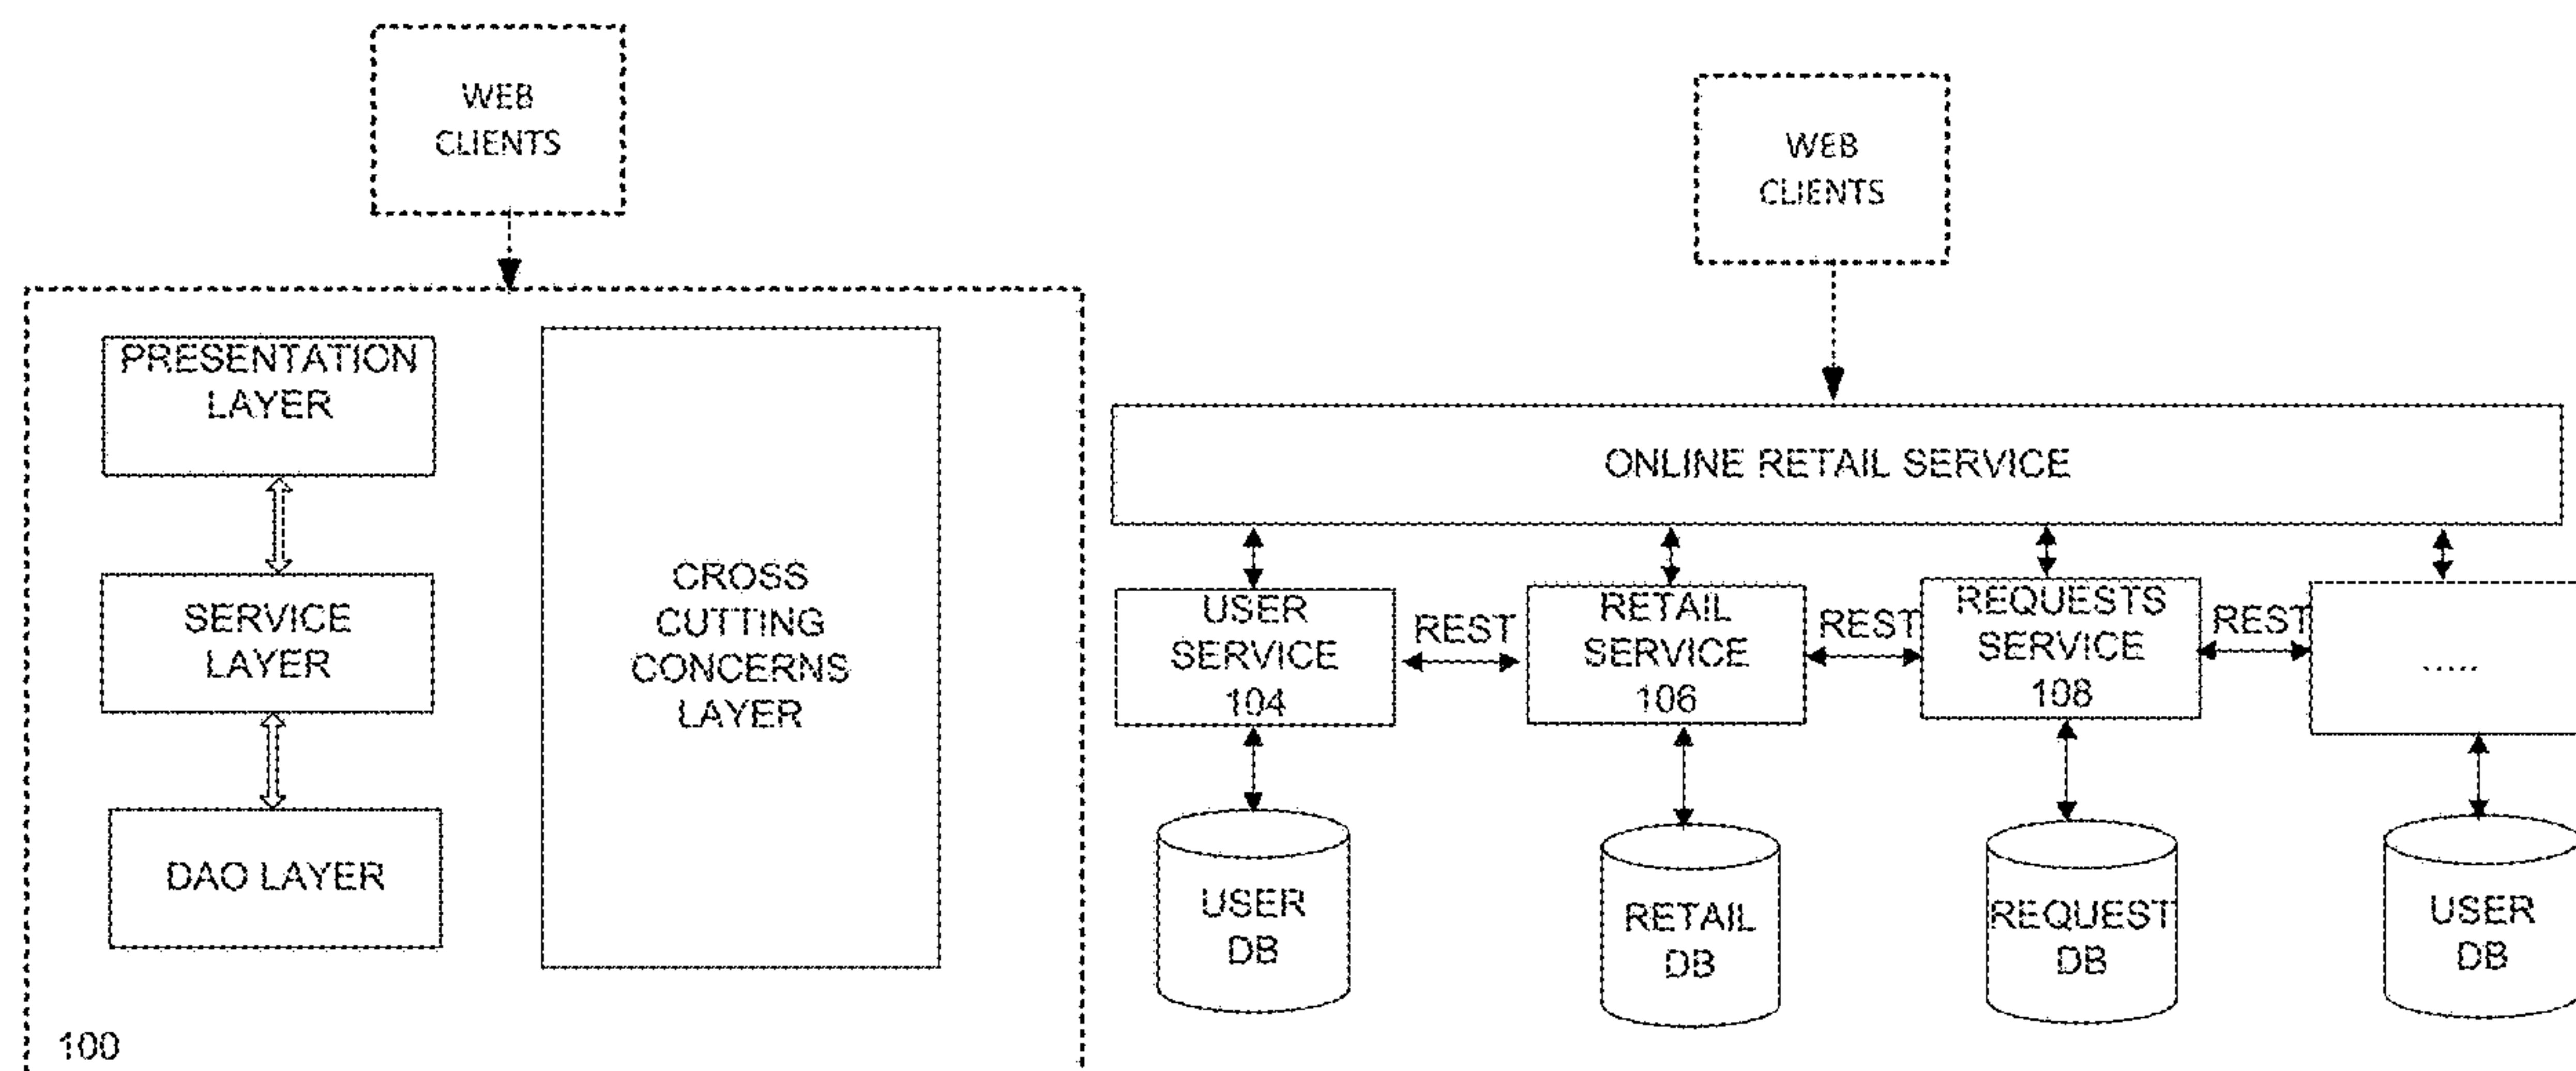 WEB
CLIENTS
PRESENTATION
LAYER
SERVICE
LAYER
DAO LAYER
CROSS
CUTTING
CONCERNS
LAYER
100
WEB
CLIENTS
ONLINE RETAIL SERVICE
USER
SERVICE
104
REST
RETAIL
SERVICE
106
REST
REQUESTS
SERVICE
108
REST
.....
USER
DB
RETAIL
DB
REQUEST
DB
USER
DB